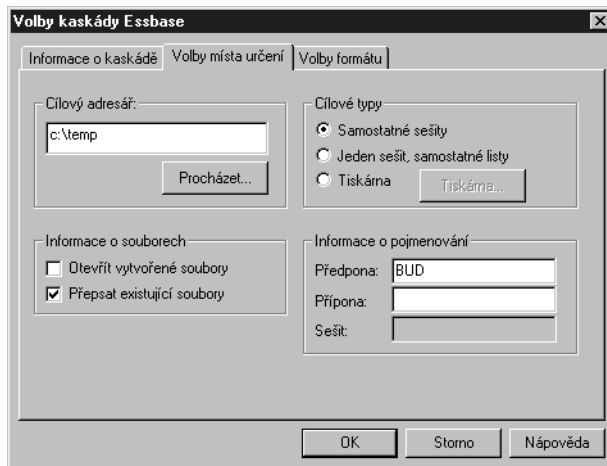 Volby kaskády Essbase
Informace o kaskádě Volby místa určení Volby formátu
Cílový adresář:
c:\temp
Procházet...
Cílové typy
Samostatné sešity
Jeden sešit, samostatné listy
Tiskárna Tiskárna...
Informace o souborech
Otevřít vytvořené soubory
Přepsat existující soubory
Informace o pojmenování
Předpona: BUD
Přípona:
Sešit:
OK Storno Nápověda